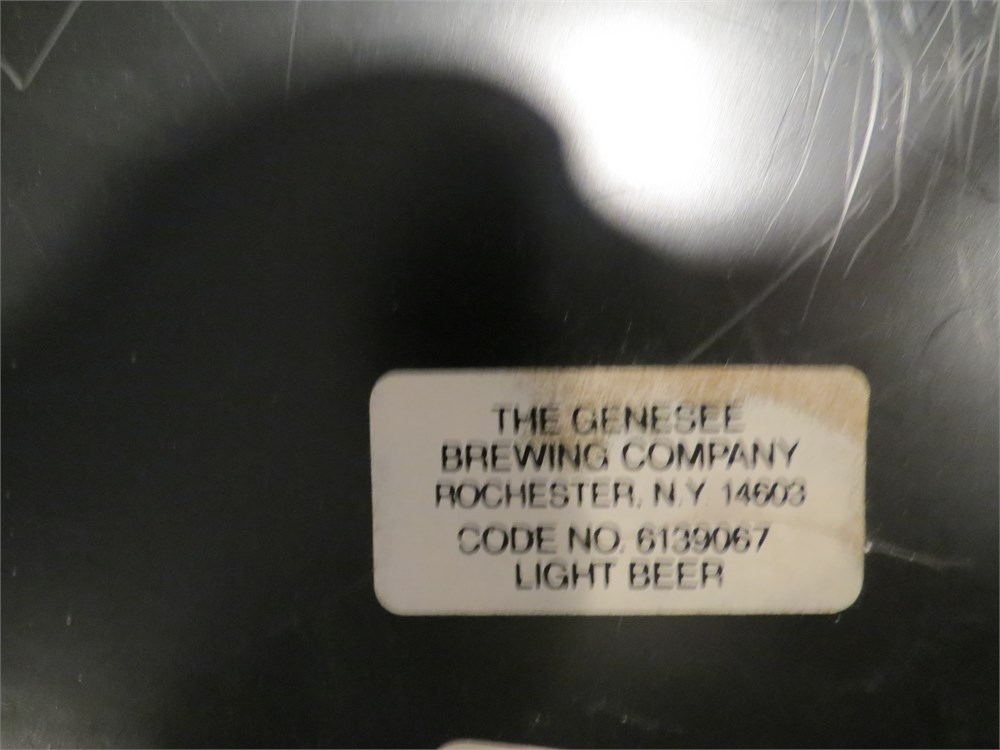 THE GENESEE
BREWING COMPANY
ROCHESTER, N.Y 14603
CODE NO. 6139067
LIGHT BEER